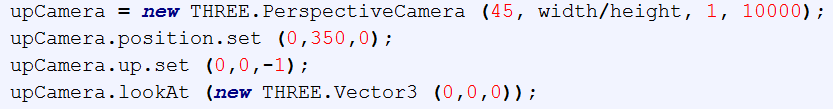 upCamera = new THREE.PerspectiveCamera (45, width/height, 1, 10000);
upCamera.position.set (0,350,0);
upCamera.up.set (0,0,-1);
upCamera.lookAt (new THREE.Vector3 (0,0,0));